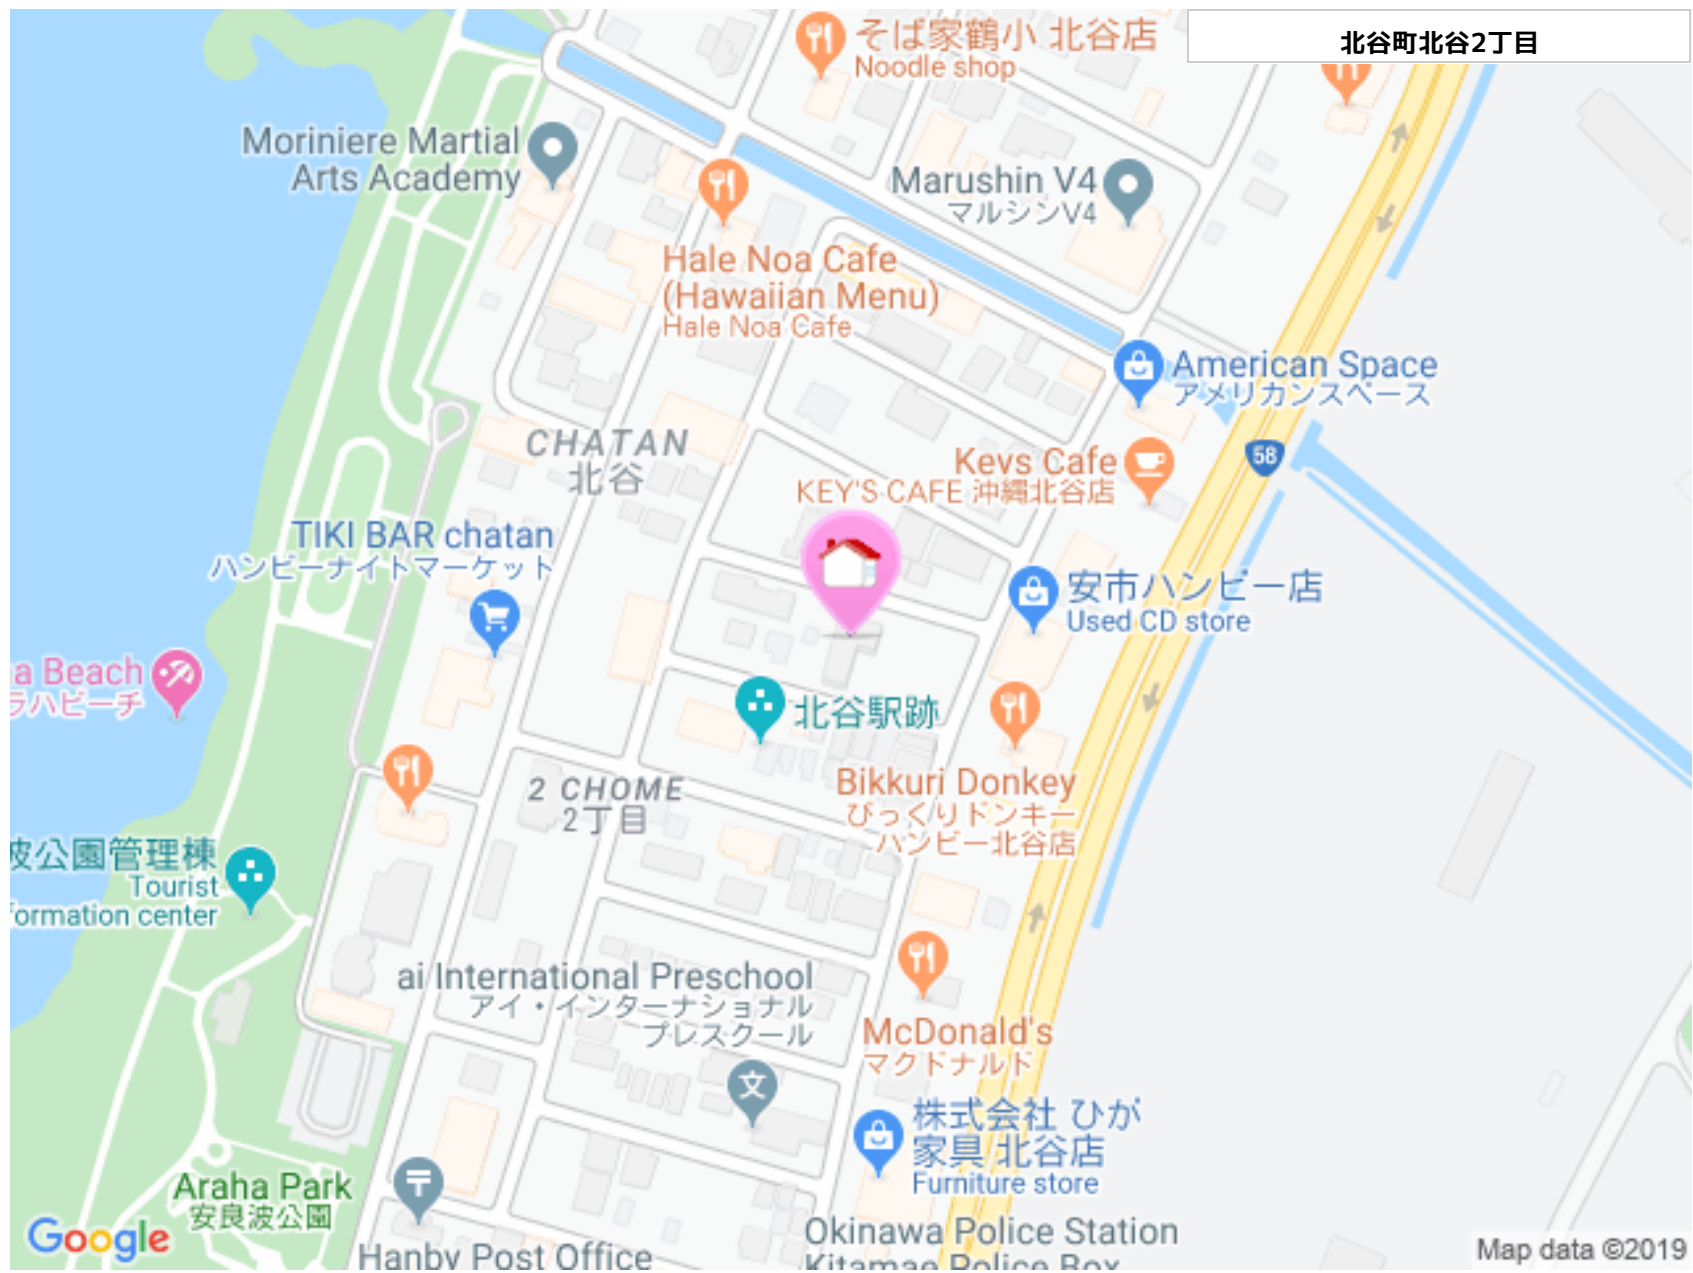 北谷町北谷2丁目
そば家鶴小 北谷店
Noodle shop
Moriniere Martial
Arts Academy
Marushin V4
マルシンV4
Hale Noa Cafe
(Hawaiian Menu)
Hale Noa Cafe
American Space
アメリカンスペース
CHATAN
北谷
Kevs Cafe
KEY'S CAFE 沖縄北谷店
58
TIKI BAR chatan
ハンビーナイトマーケット
安市ハンビー店
Used CD store
a Beach
ラハビーチ
北谷駅跡
Bikkuri Donkey
びっくりドンキー
ハンビー北谷店
2 CHOME
2丁目
波公園管理棟
Tourist
formation center
ai International Preschool
アイ・インターナショナル
プレスクール
文
McDonald's
マクドナルド
株式会社 ひが
家具 北谷店
Furniture store
Araha Park
安良波公園
〒
Okinawa Police Station
Kitamae Police Box
Hanby Post Office
Google
Map data ©2019